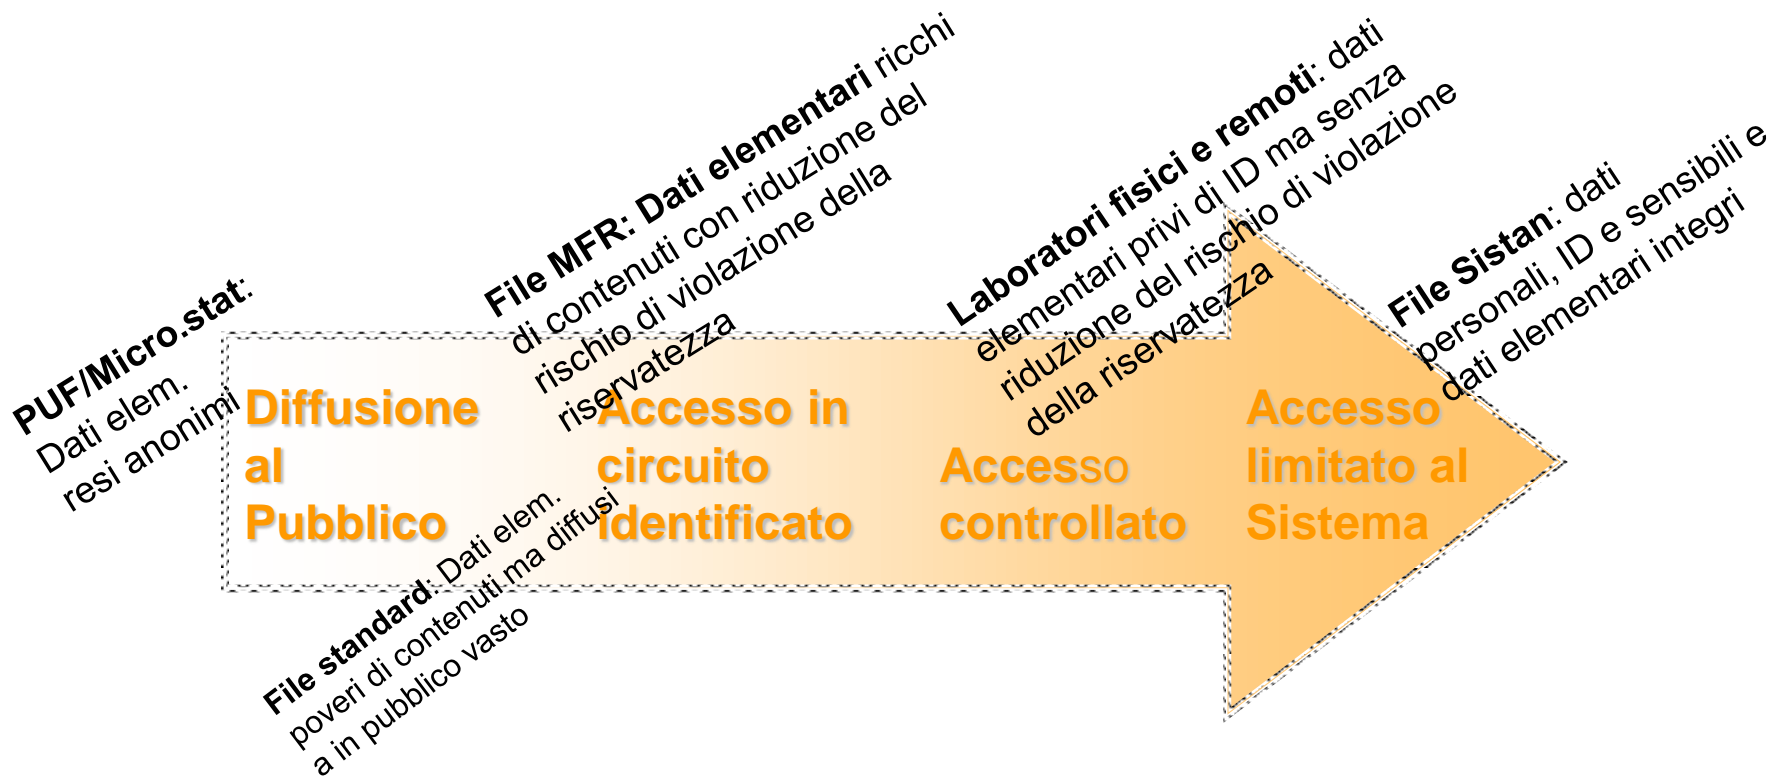 PUF/Micro.stat:
Dati elem.
resi anonimi
File MFR: Dati elementari ricchi
di contenuti con riduzione del
rischio di violazione della
riservatezza
Laboratori fisici e remoti: dati
elementari privi di ID ma senza
riduzione del rischio di violazione
della riservatezza
File Sistan: dati
personali, ID e sensibili e
dati elementari integri
Diffusione
al
Pubblico
Accesso in
circuito
identificato
Accesso
controllato
Accesso
limitato al
Sistema
File standard: Dati elem.
poveri di contenuti ma diffusi
a in pubblico vasto